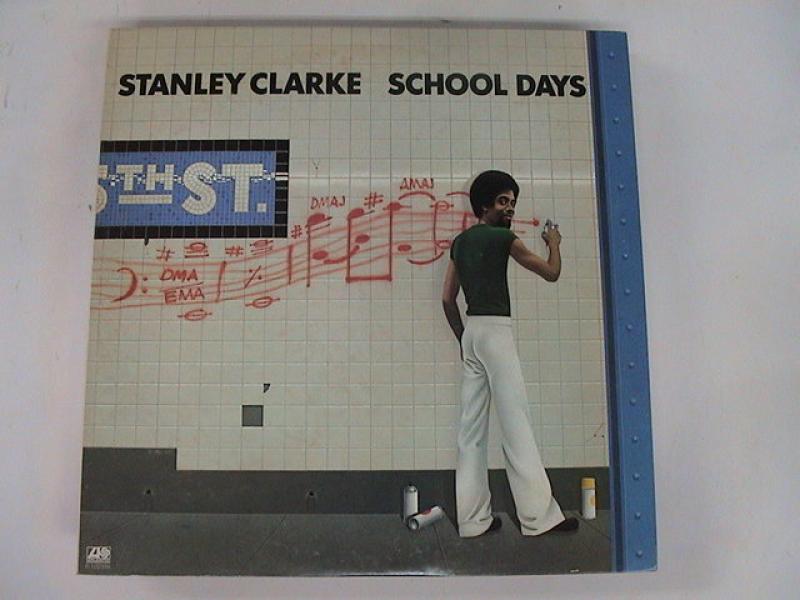 STANLEY CLARKE SCHOOL DAYS
5TH ST.
DMAJ # AMAJ
#
# #
DMA
EMA